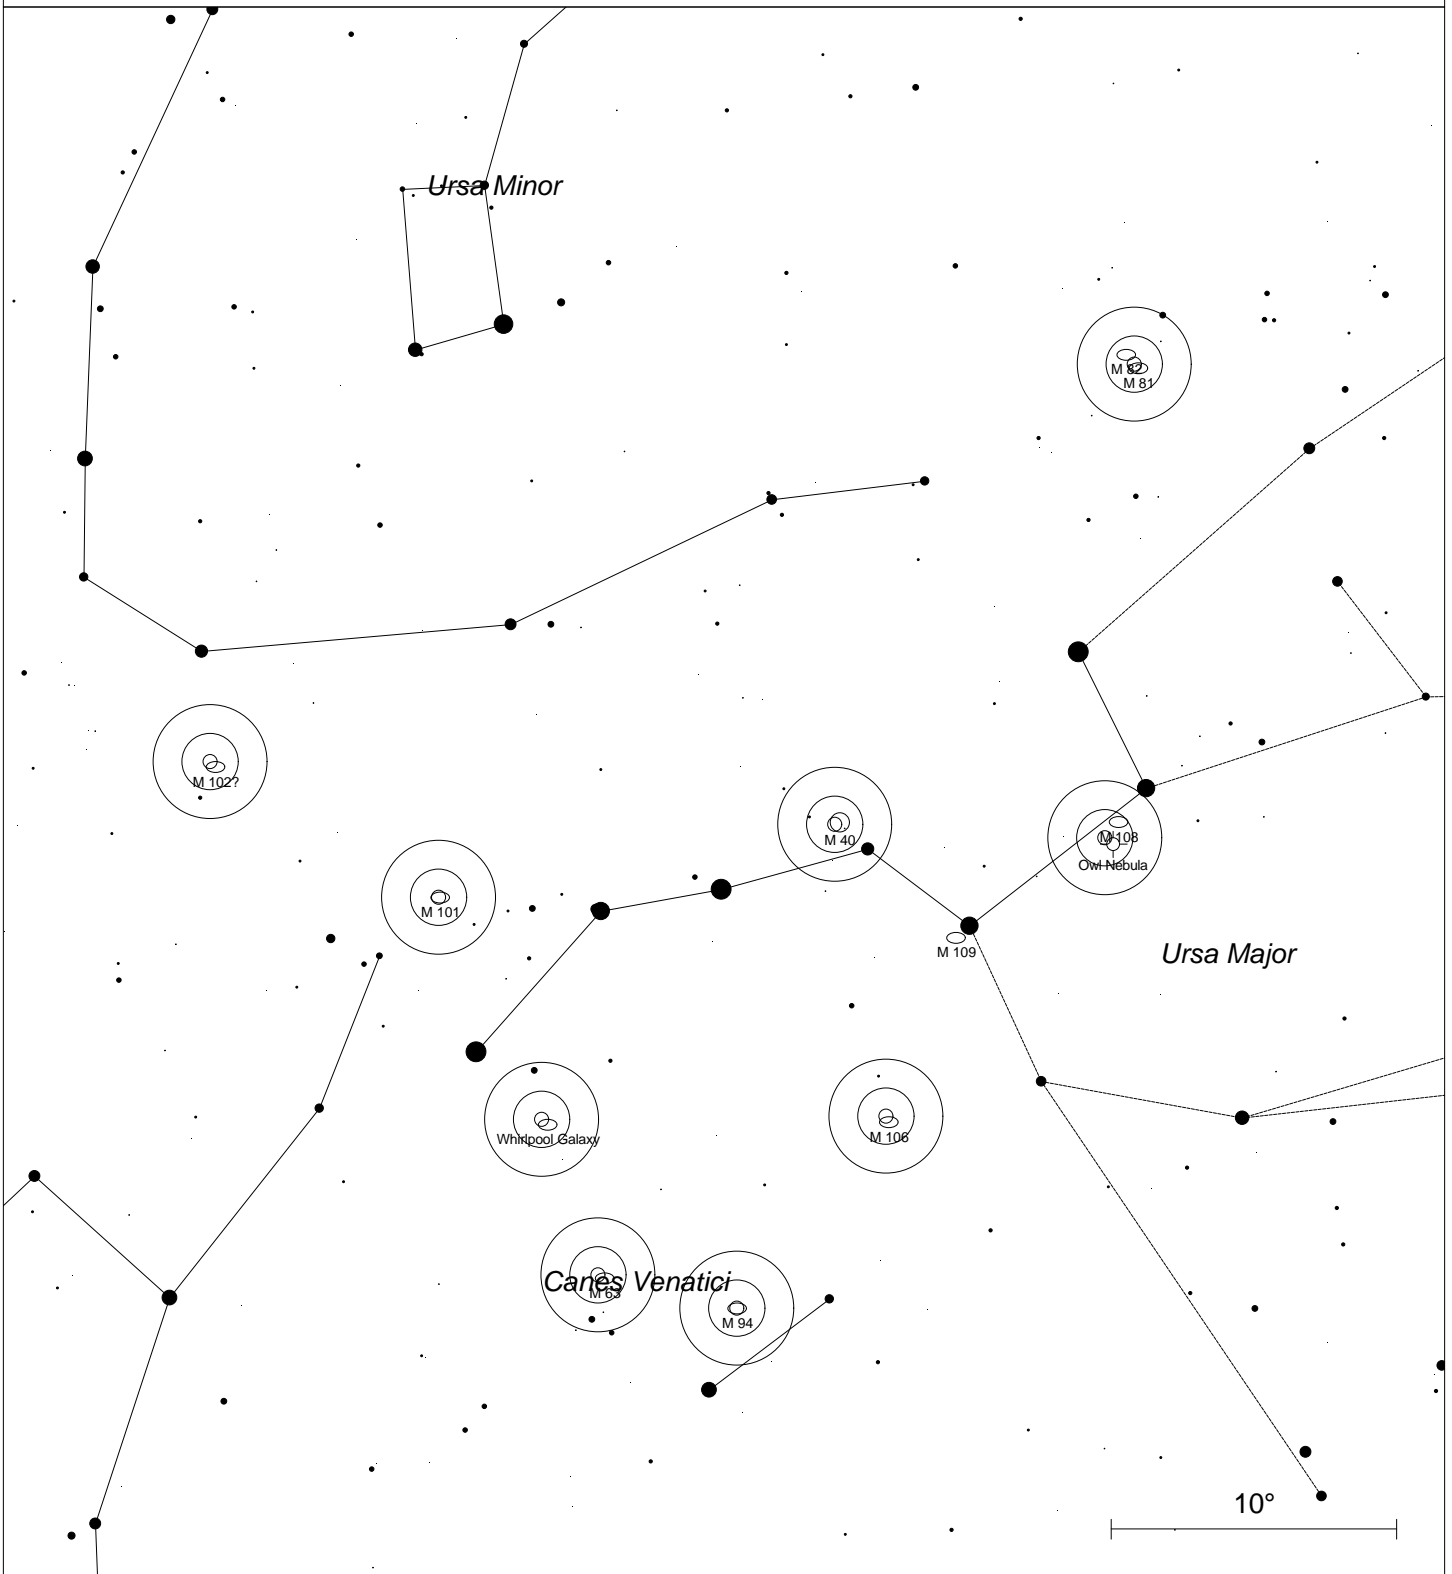 Ursa Minor
M 82
M 81
M 102?
M 40
M 108
Owl Nebula
M 101
M 109
Ursa Major
Whirlpool Galaxy
M 106
Canes Venatici
M 63
M 94
10°